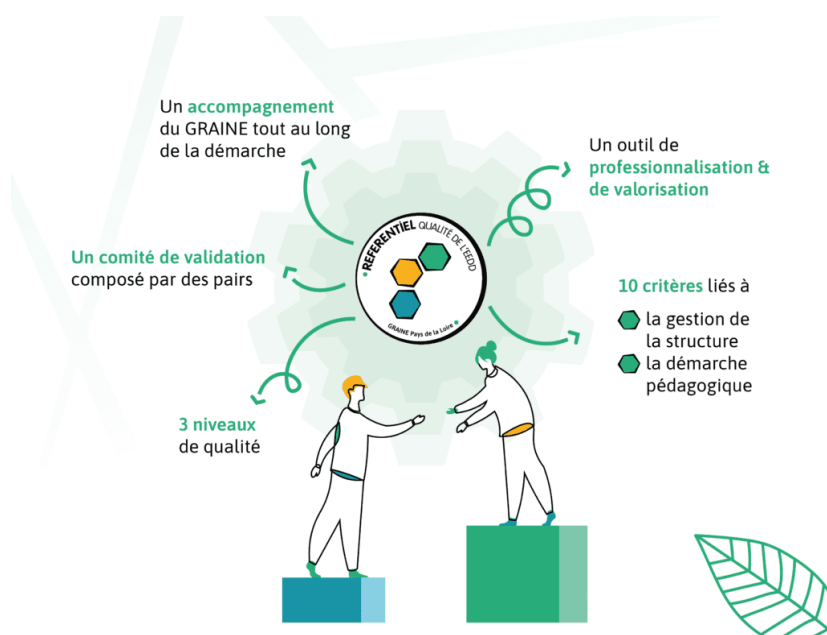 Un accompagnement
du GRAINE tout au long
de la démarche
Un outil de
professionnalisation &
de valorisation
Un comité de validation
composé par des pairs
• RÉFÉRENTIEL QUALITÉ DE L'EEDD
GRAINE Pays de la Loire •
10 critères liés à
la gestion de
la structure
la démarche
pédagogique
3 niveaux
de qualité